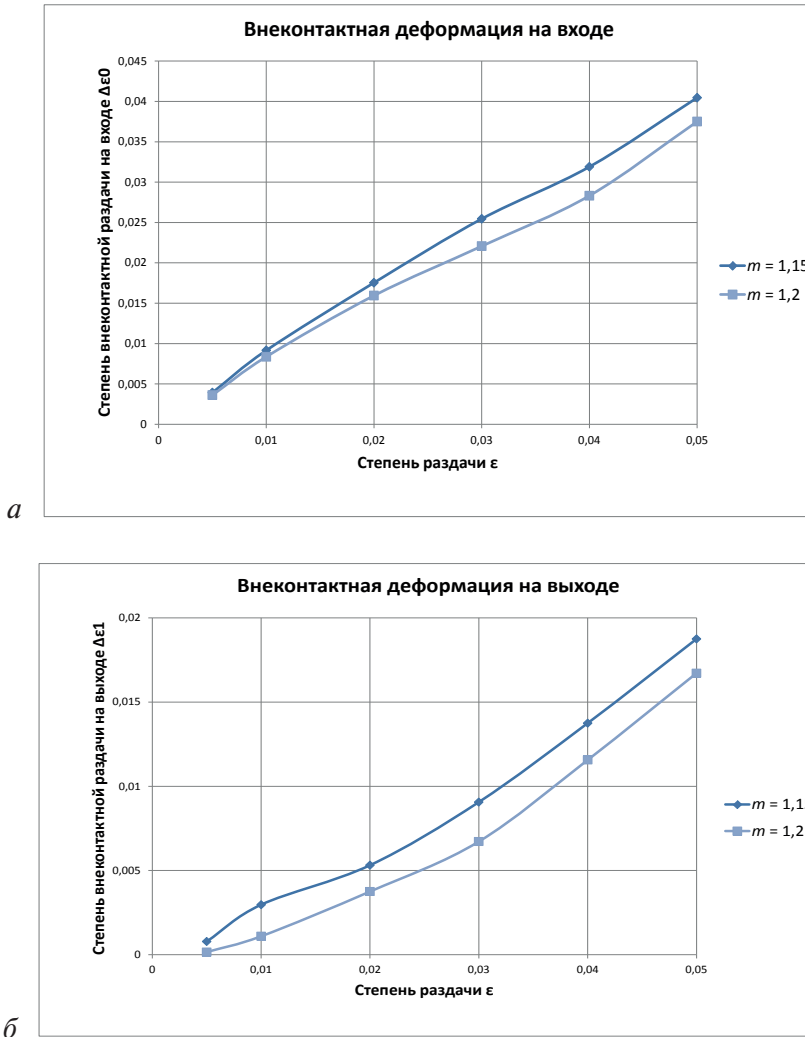 Внеконтактная деформация на входе
Степень внеконтактной раздачи на входе Δε0
0,045
0,04
0,035
0,03
0,025
0,02
0,015
0,01
0,005
0
0 0,01 0,02 0,03 0,04 0,05
Степень раздачи ε
m = 1,15
m = 1,2
а
Внеконтактная деформация на выходе
Степень внеконтактной раздачи на выходе Δε1
0,02
0,015
0,01
0,005
0
0 0,01 0,02 0,03 0,04 0,05
Степень раздачи ε
m = 1,1
m = 1,2
б